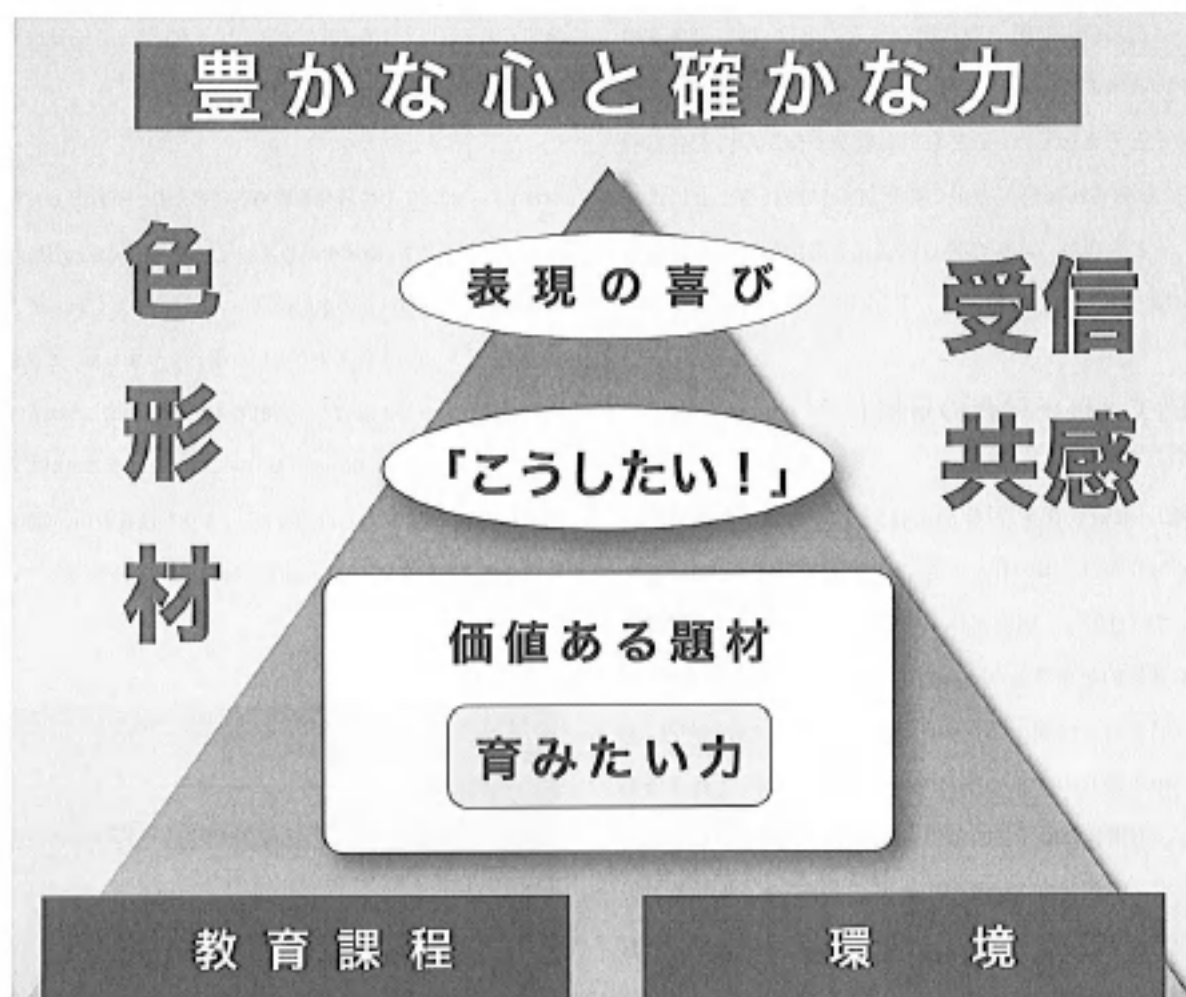 豊かな心と確かな力
色
形
材
表現の喜び
「こうしたい！」
価値ある題材
育みたい力
受信
共感
教育課程
環境